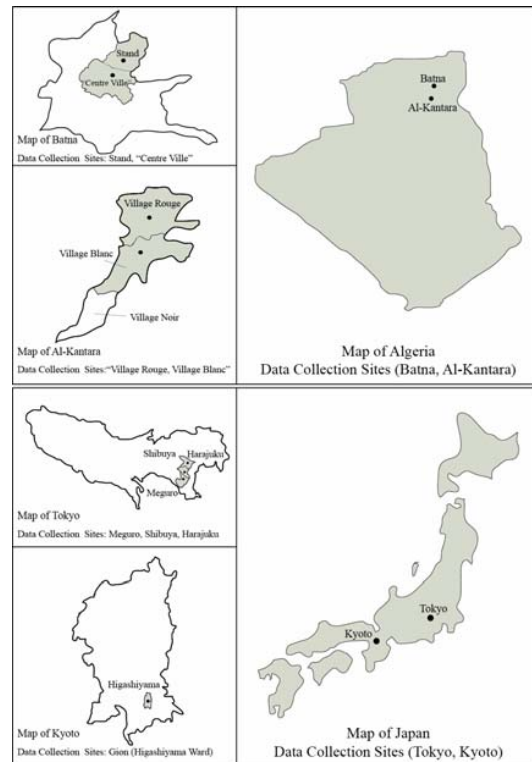 Stand
"Centre Ville"
Map of Batna
Data Collection Sites: Stand, "Centre Ville"
Village Rouge
Village Blanc
Village Noir
Map of Al-Kantara
Data Collection Sites:"Village Rouge, Village Blanc"
Batna
Al-Kantara
Map of Algeria
Data Collection Sites (Batna, Al-Kantara)
Shibuya
Harajuku
Meguro
Map of Tokyo
Data Collection Sites: Meguro, Shibuya, Harajuku
Higashiyama
Map of Kyoto
Data Collection Sites: Gion (Higashiyama Ward)
Tokyo
Kyoto
Map of Japan
Data Collection Sites (Tokyo, Kyoto)